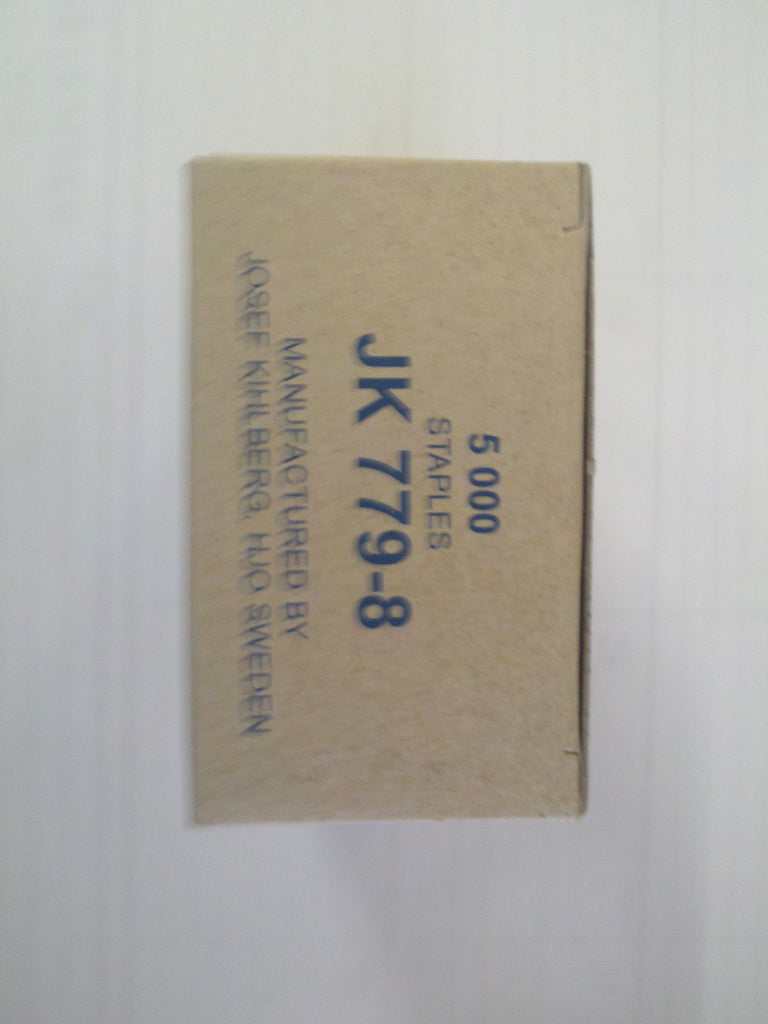 5 000
STAPLES
JK 779-8
MANUFACTURED BY
JOSEF KIHLBERG, HJO SWEDEN